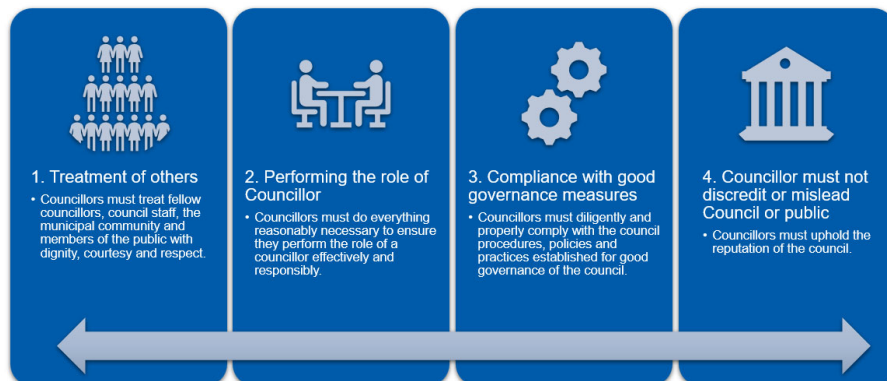 1. Treatment of others
• Councillors must treat fellow
councillors, council staff, the
municipal community and
members of the public with
dignity, courtesy and respect.
2. Performing the role of
Councillor
• Councillors must do everything
reasonably necessary to ensure
they perform the role of a
councillor effectively and
responsibly.
3. Compliance with good
governance measures
• Councillors must diligently and
properly comply with the council
procedures, policies and
practices established for good
governance of the council.
4. Councillor must not
discredit or mislead
Council or public
• Councillors must uphold the
reputation of the council.